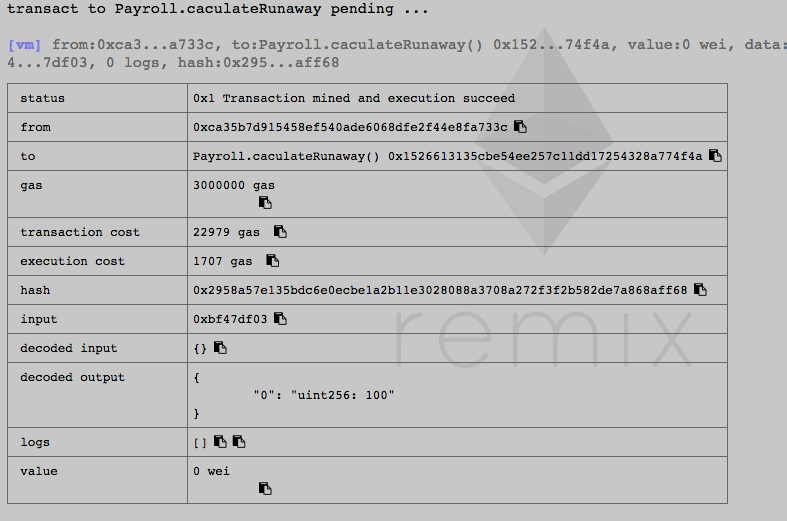 transact to Payroll.caculateRunaway pending ...
[vm] from:0xca3...a733c, to:Payroll.caculateRunaway() 0x152...74f4a, value:0 wei, data:
4...7df03, 0 logs, hash:0x295...aff68
status 0x1 Transaction mined and execution succeed
from 0xca35b7d915458ef540ade6068dfe2f44e8fa733c
to Payroll.caculateRunaway() 0x1526613135cbe54ee257c11dd17254328a774f4a
gas 3000000 gas
transaction cost 22979 gas
execution cost 1707 gas
hash 0x2958a57e135bdc6e0ecbe1a2b11e3028088a3708a272f3f2b582de7a868aff68
input 0xbf47df03
decoded input {}
decoded output {
"0": "uint256: 100"
}
logs []
value 0 wei
remix